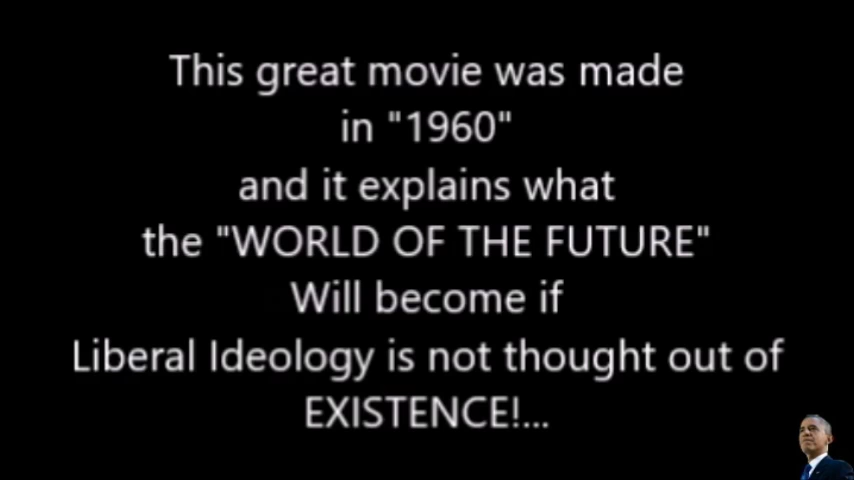 This great movie was made
in "1960"
and it explains what
the "WORLD OF THE FUTURE"
Will become if
Liberal Ideology is not thought out of
EXISTENCE!...